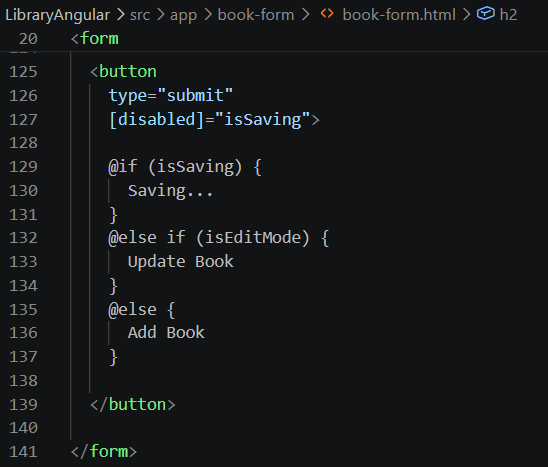 LibraryAngular > src > app > book-form > <> book-form.html > h2
20 <form
125 <button
126 type="submit"
127 [disabled]="isSaving">
128
129 @if (isSaving) {
130 Saving...
131 }
132 @else if (isEditMode) {
133 Update Book
134 }
135 @else {
136 Add Book
137 }
138
139 </button>
140
141 </form>